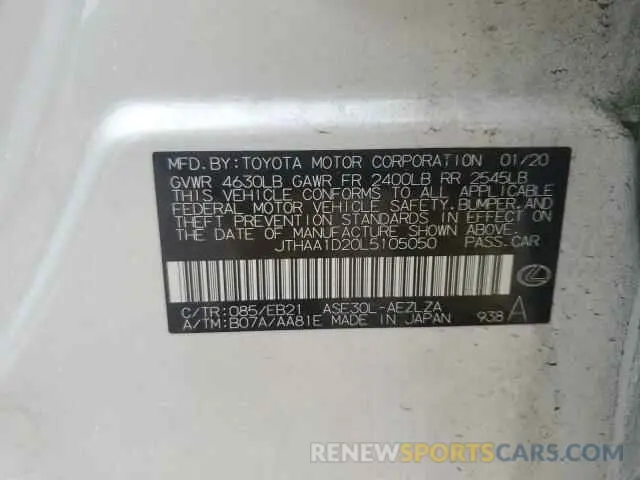 MFD. BY: TOYOTA MOTOR CORPORATION 01/20
GVWR 4630LB GAWR FR 2400LB RR 2545LB
THIS VEHICLE CONFORMS TO ALL APPLICABLE
FEDERAL MOTOR VEHICLE SAFETY, BUMPER, AND
THEFT PREVENTION STANDARDS IN EFFECT ON
THE DATE OF MANUFACTURE SHOWN ABOVE.
JTHAA1D20L5105050 PASS.CAR
C/TR: 085/EB21 ASE30L-AEZLZA
A/TM: B07A/AA81E MADE IN JAPAN 938 A
RENEWSPORTSCARS.COM